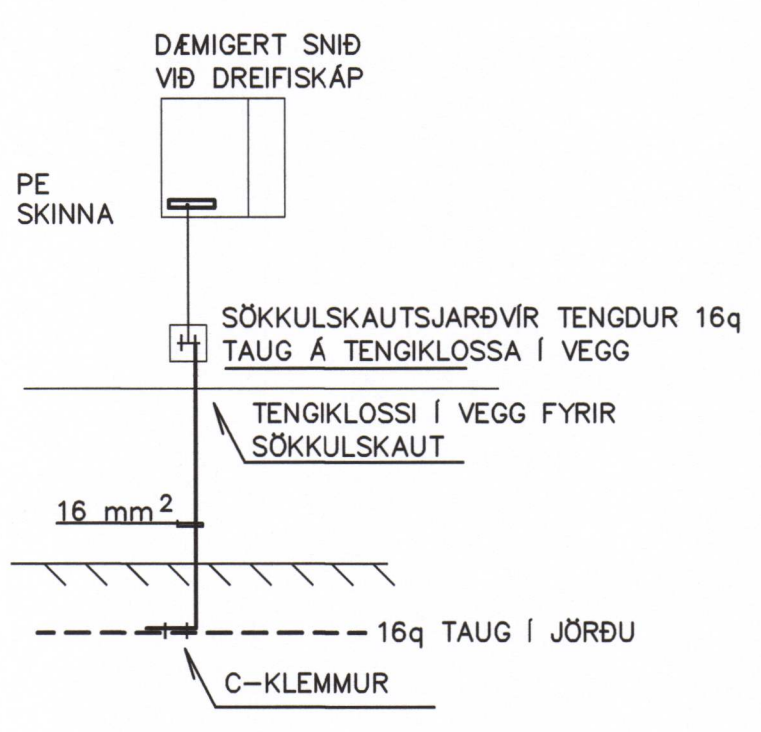 DÆMIGERT SNIÐ
VIÐ DREIFISKÁP
PE
SKINNA
SÖKKULSKAUTSJARÐVÍR TENGDUR 16q
TAUG Á TENGIKLOSSA Í VEGG
TENGIKLOSSI Í VEGG FYRIR
SÖKKULSKAUT
16 mm²
16q TAUG Í JÖRÐU
C-KLEMMUR